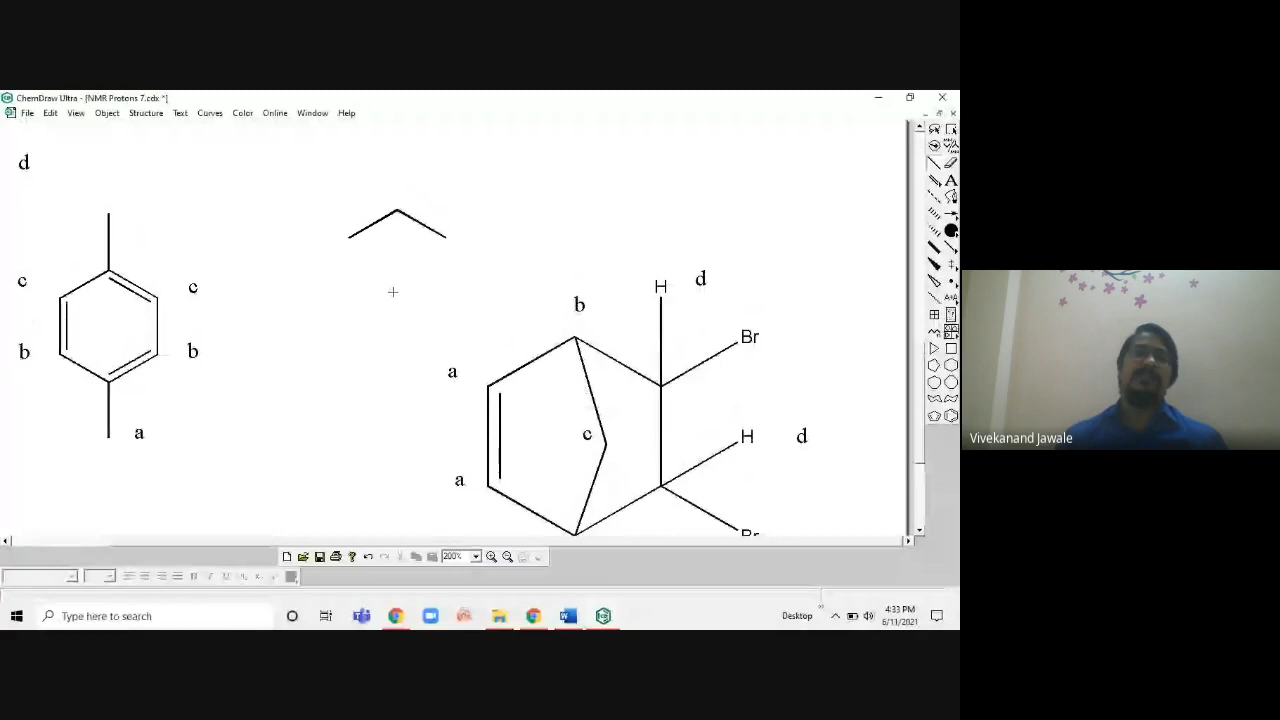 ChemDraw Ultra - [NMR Protons 7.cdx *]
File Edit View Object Structure Text Curves Color Online Window Help
d
c
c
b
b
a
b
H
d
Br
a
c
H
d
a
Br
200%
Type here to search
Desktop
4:33 PM
6/11/2021
Vivekanand Jawale